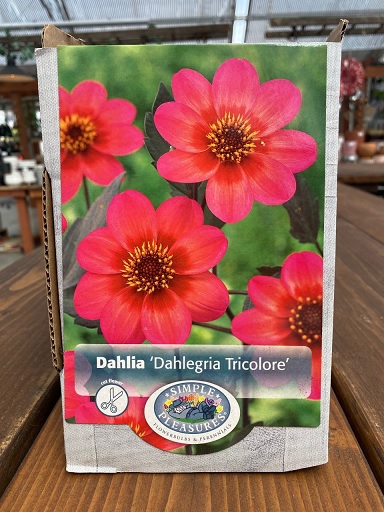 Dahlia 'Dahlegria Tricolore'
cut flower
SIMPLE
PLEASURES
FLOWERBULBS & PERENNIALS